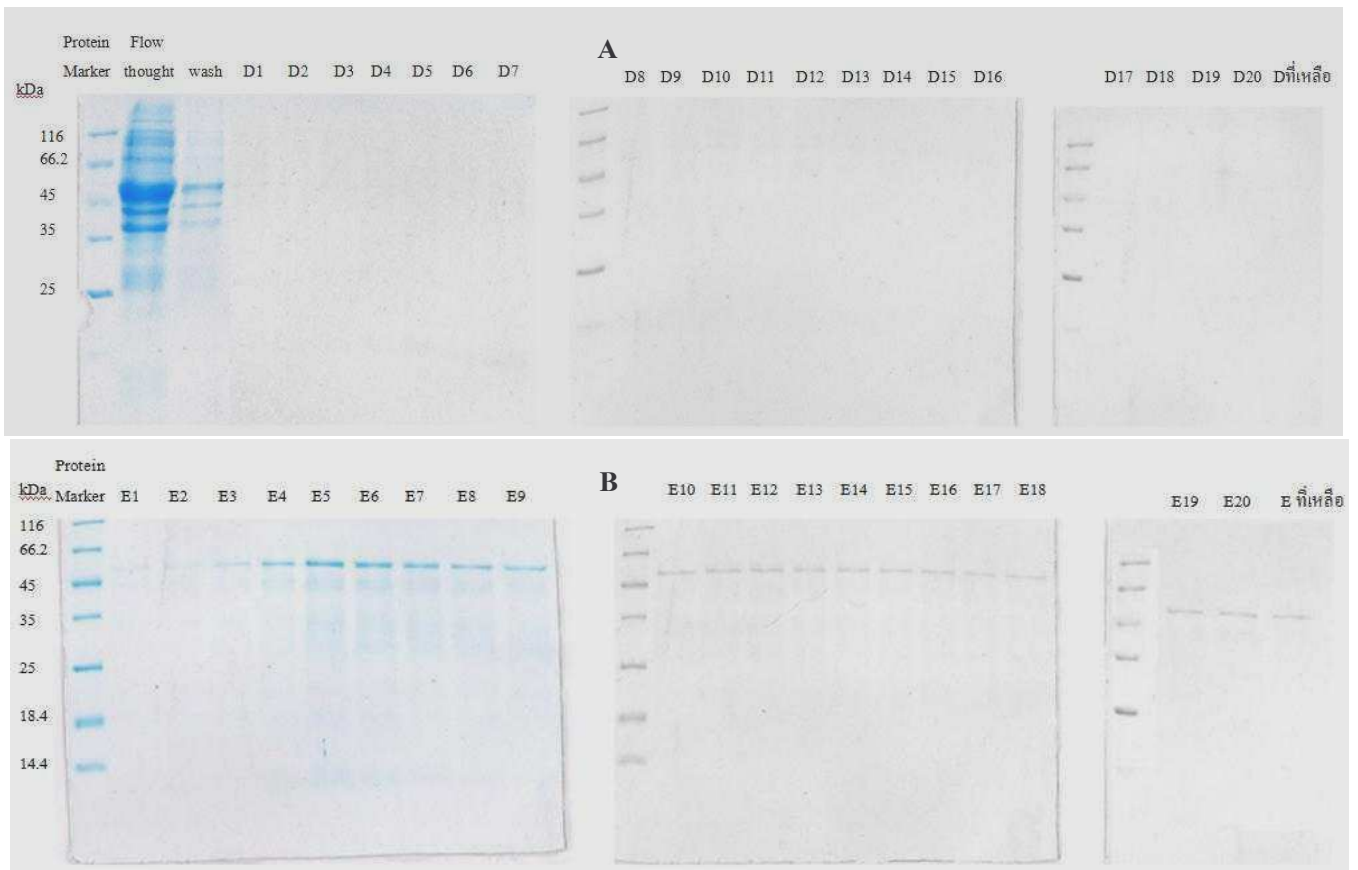 Protein Flow
A
Marker thought wash D1 D2 D3 D4 D5 D6 D7
D8 D9 D10 D11 D12 D13 D14 D15 D16
D17 D18 D19 D20 Dที่เหลือ
kDa
116
66.2
45
35
25
Protein
kDa Marker E1 E2 E3 E4 E5 E6 E7 E8 E9
B
E10 E11 E12 E13 E14 E15 E16 E17 E18
E19 E20 E ที่เหลือ
116
66.2
45
35
25
18.4
14.4